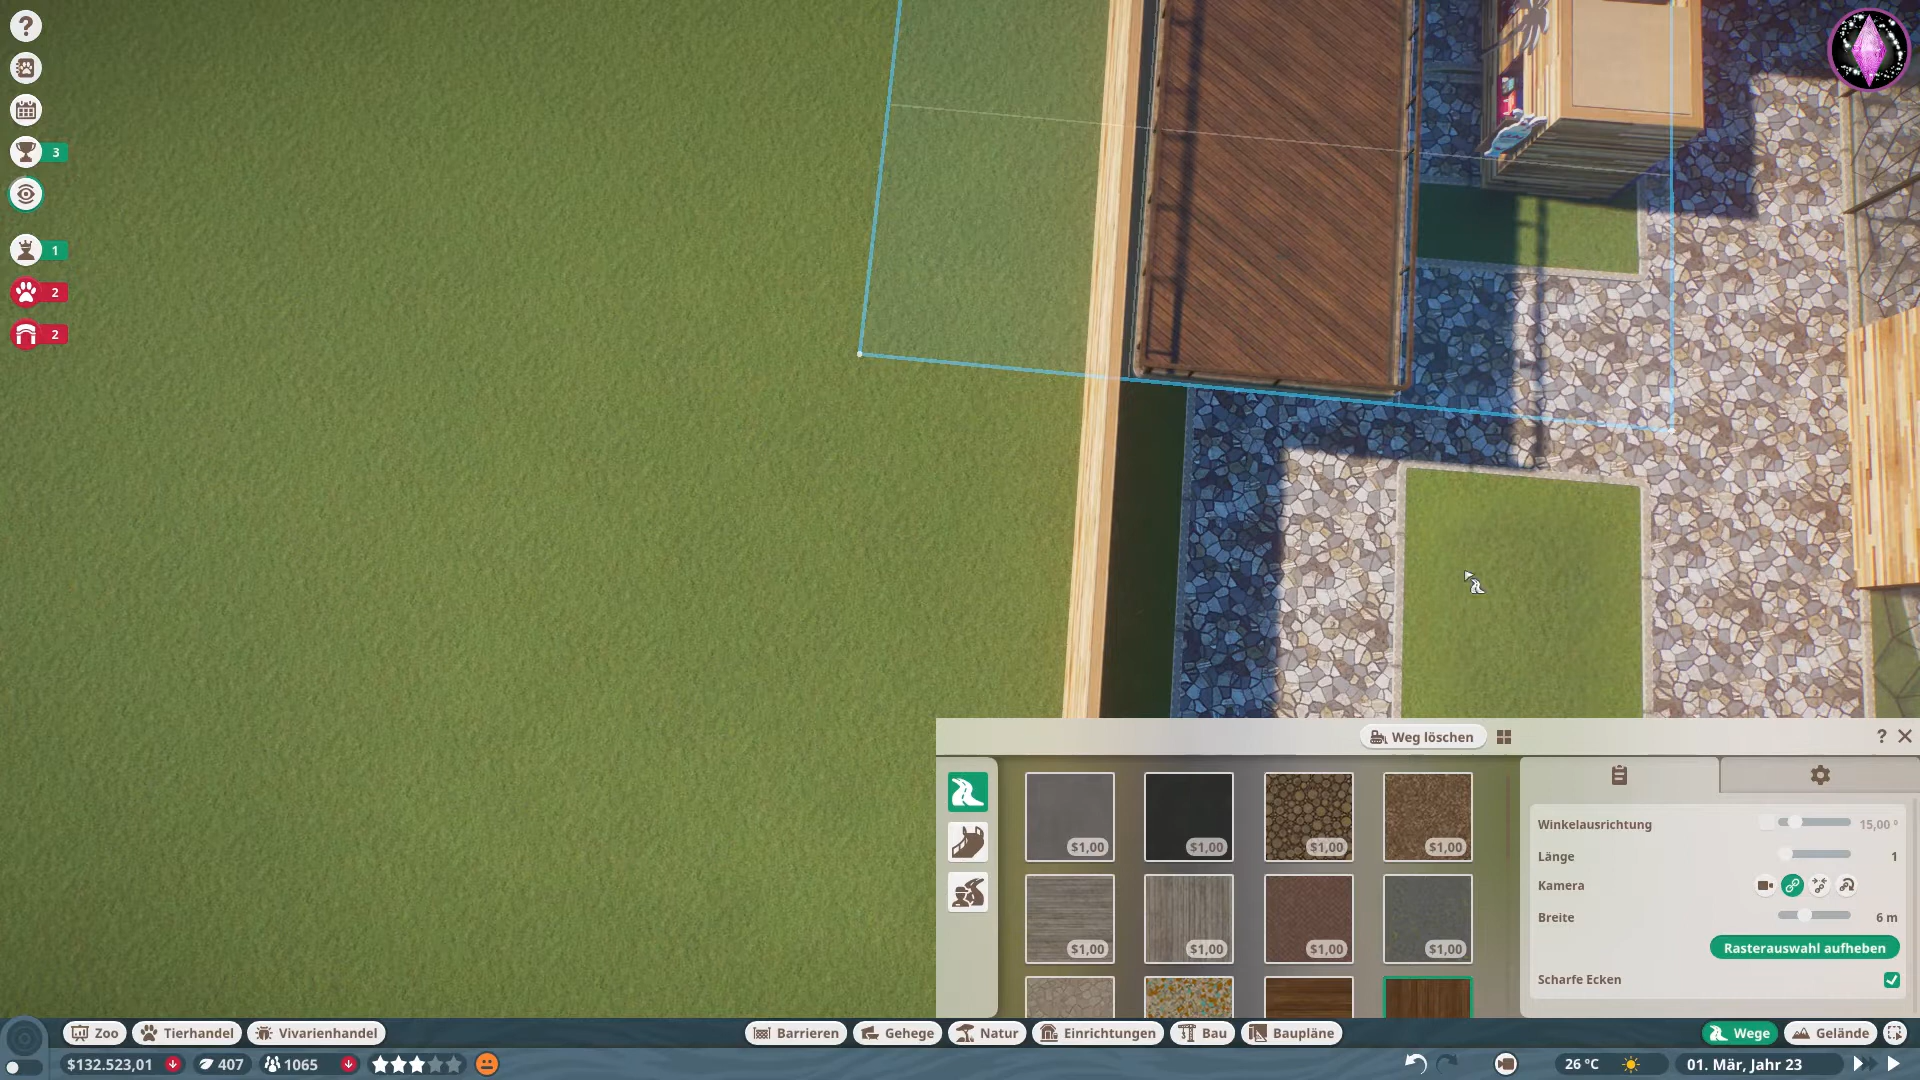 ?
3
1
2
2
Weg löschen
?
$1,00
$1,00
$1,00
$1,00
$1,00
$1,00
$1,00
$1,00
Winkelausrichtung 15,00 °
Länge 1
Kamera
Breite 6 m
Rasterauswahl aufheben
Scharfe Ecken
Zoo Tierhandel Vivarienhandel Barrieren Gehege Natur Einrichtungen Bau Baupläne Wege Gelände
$132.523,01 407 1065 26 °C 01. Mär, Jahr 23